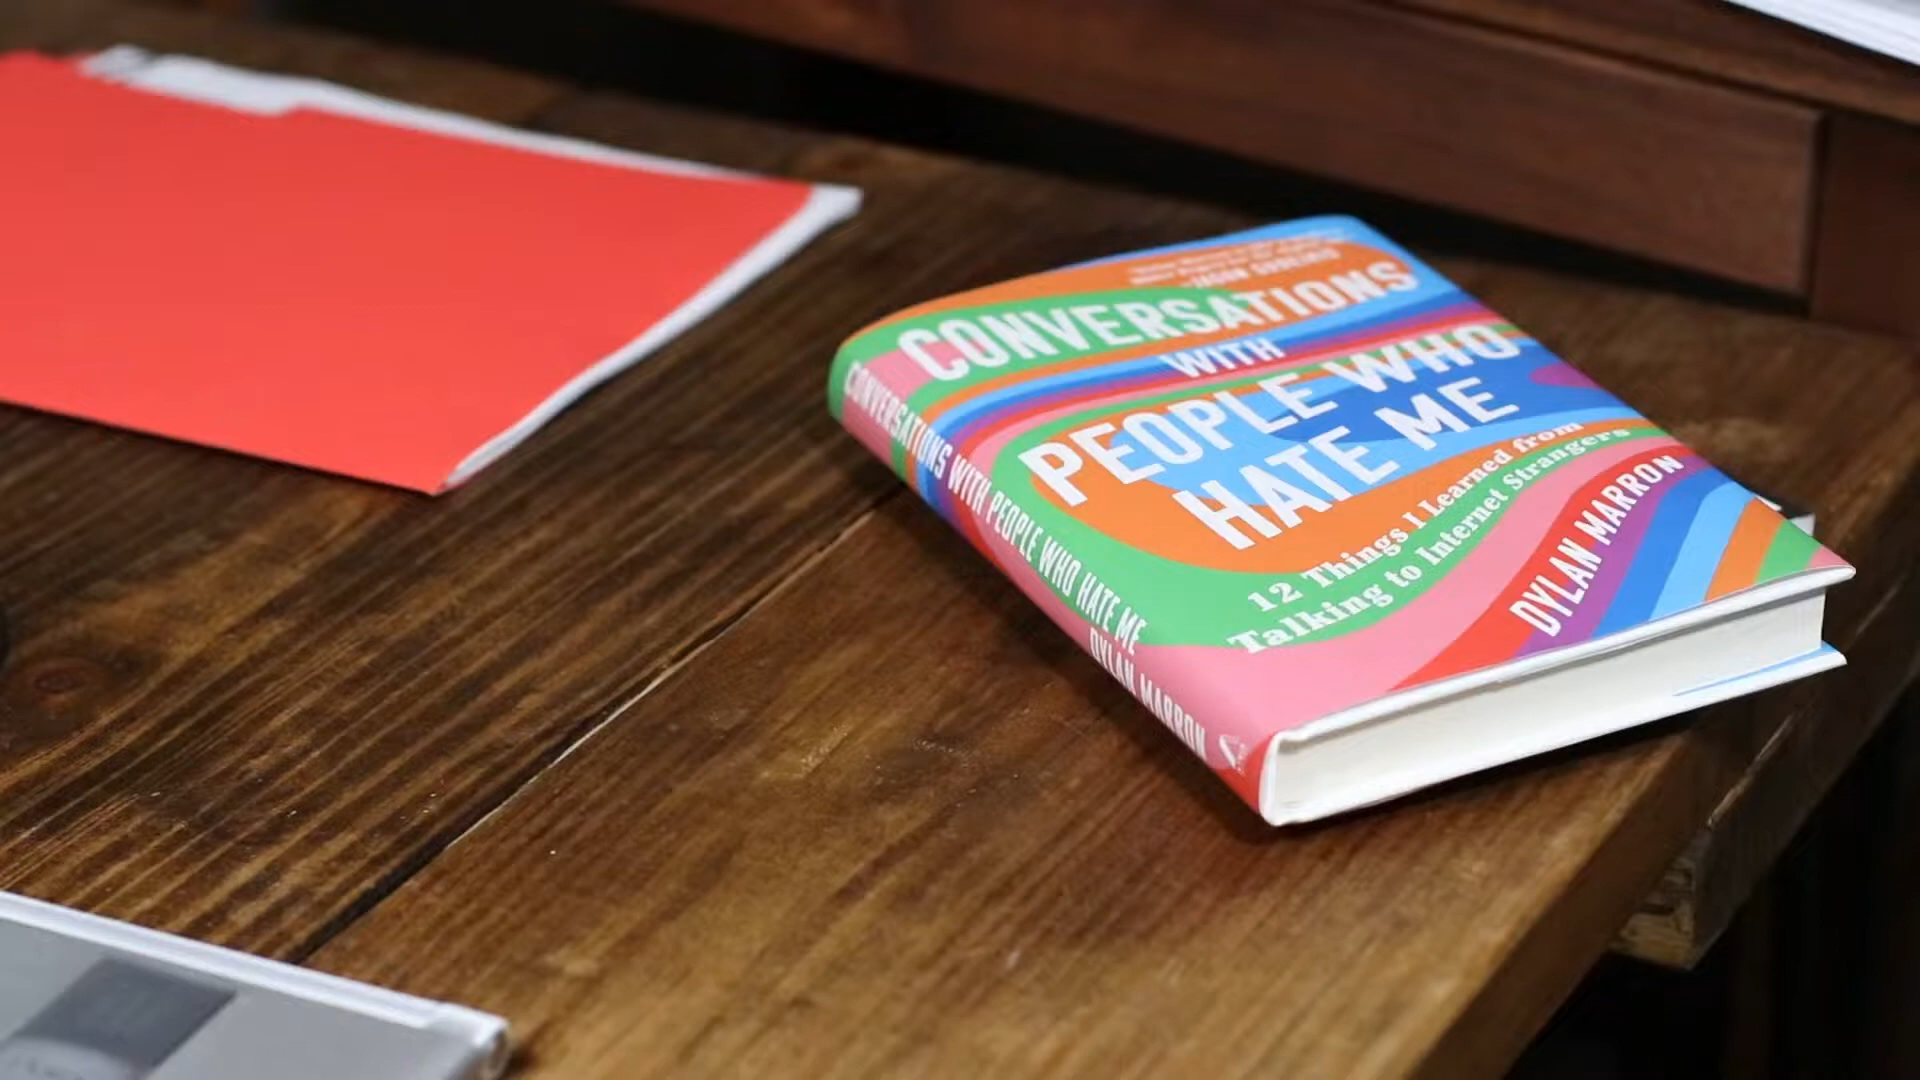 CONVERSATIONS
WITH
PEOPLE WHO
HATE ME
12 Things I Learned from
Talking to Internet Strangers
DYLAN MARRON
CONVERSATIONS WITH PEOPLE WHO HATE ME
DYLAN MARRON